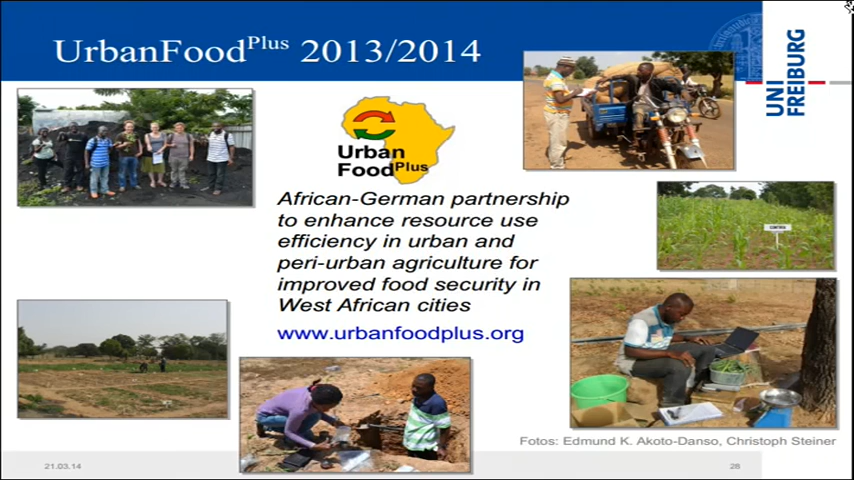 UrbanFoodPlus 2013/2014
UNI
FREIBURG
Urban
FoodPlus
African-German partnership
to enhance resource use
efficiency in urban and
peri-urban agriculture for
improved food security in
West African cities
www.urbanfoodplus.org
Fotos: Edmund K. Akoto-Danso, Christoph Steiner
21.03.14
28